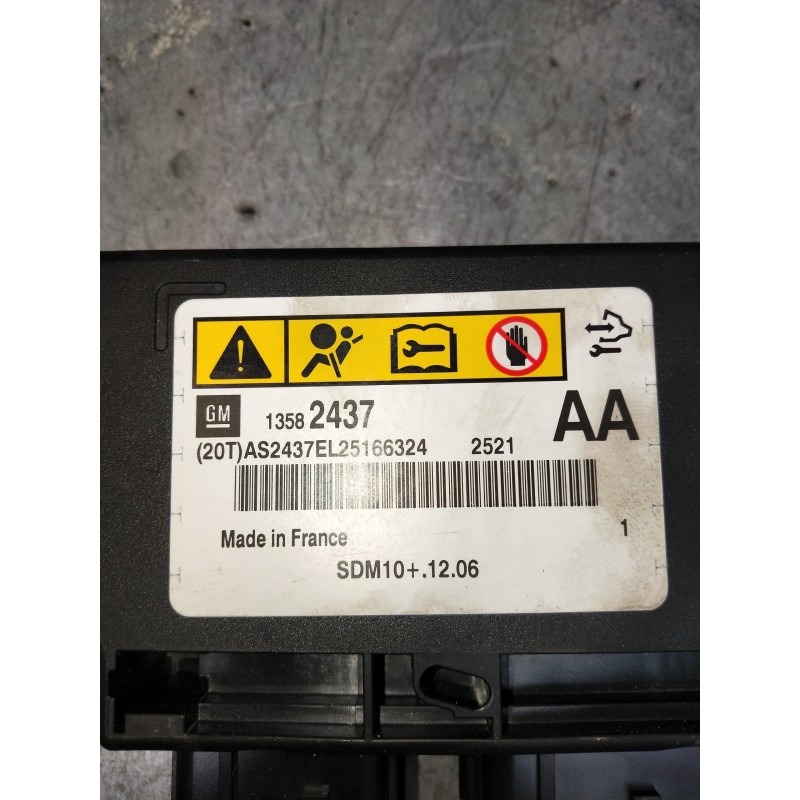 GM 1358 2437 AA
(20T)AS2437EL25166324 2521
Made in France 1
SDM10+.12.06